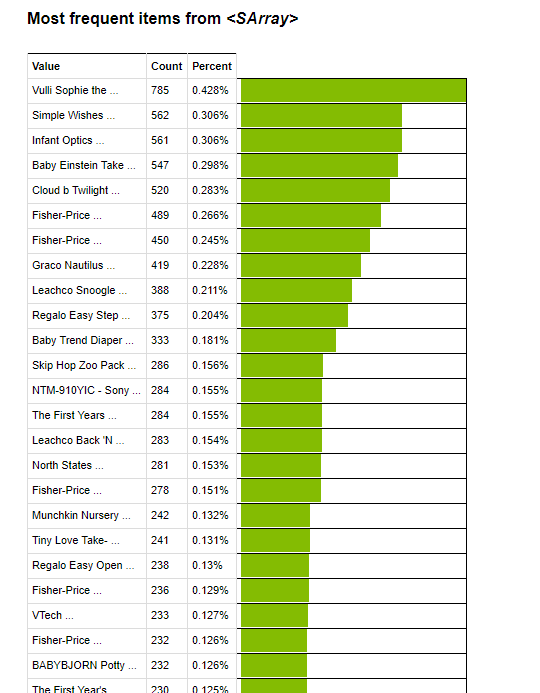 Most frequent items from <SArray>
Value Count Percent
Vulli Sophie the ... 785 0.428%
Simple Wishes ... 562 0.306%
Infant Optics ... 561 0.306%
Baby Einstein Take ... 547 0.298%
Cloud b Twilight ... 520 0.283%
Fisher-Price ... 489 0.266%
Fisher-Price ... 450 0.245%
Graco Nautilus ... 419 0.228%
Leachco Snoogle ... 388 0.211%
Regalo Easy Step ... 375 0.204%
Baby Trend Diaper ... 333 0.181%
Skip Hop Zoo Pack ... 286 0.156%
NTM-910YIC - Sony ... 284 0.155%
The First Years ... 284 0.155%
Leachco Back 'N ... 283 0.154%
North States ... 281 0.153%
Fisher-Price ... 278 0.151%
Munchkin Nursery ... 242 0.132%
Tiny Love Take- ... 241 0.131%
Regalo Easy Open ... 238 0.13%
Fisher-Price ... 236 0.129%
VTech ... 233 0.127%
Fisher-Price ... 232 0.126%
BABYBJORN Potty ... 232 0.126%
The First Year's 230 0.125%